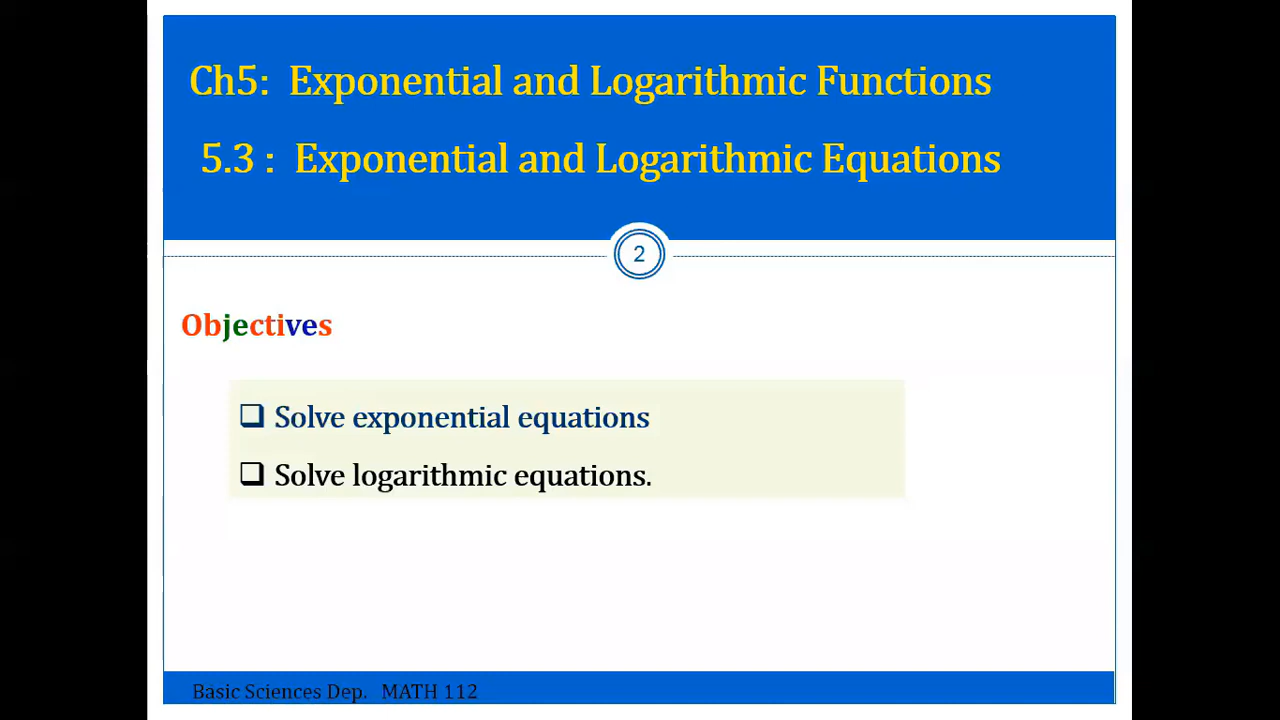 Ch5: Exponential and Logarithmic Functions
5.3 : Exponential and Logarithmic Equations
2
Objectives
❑ Solve exponential equations
❑ Solve logarithmic equations.
Basic Sciences Dep. MATH 112